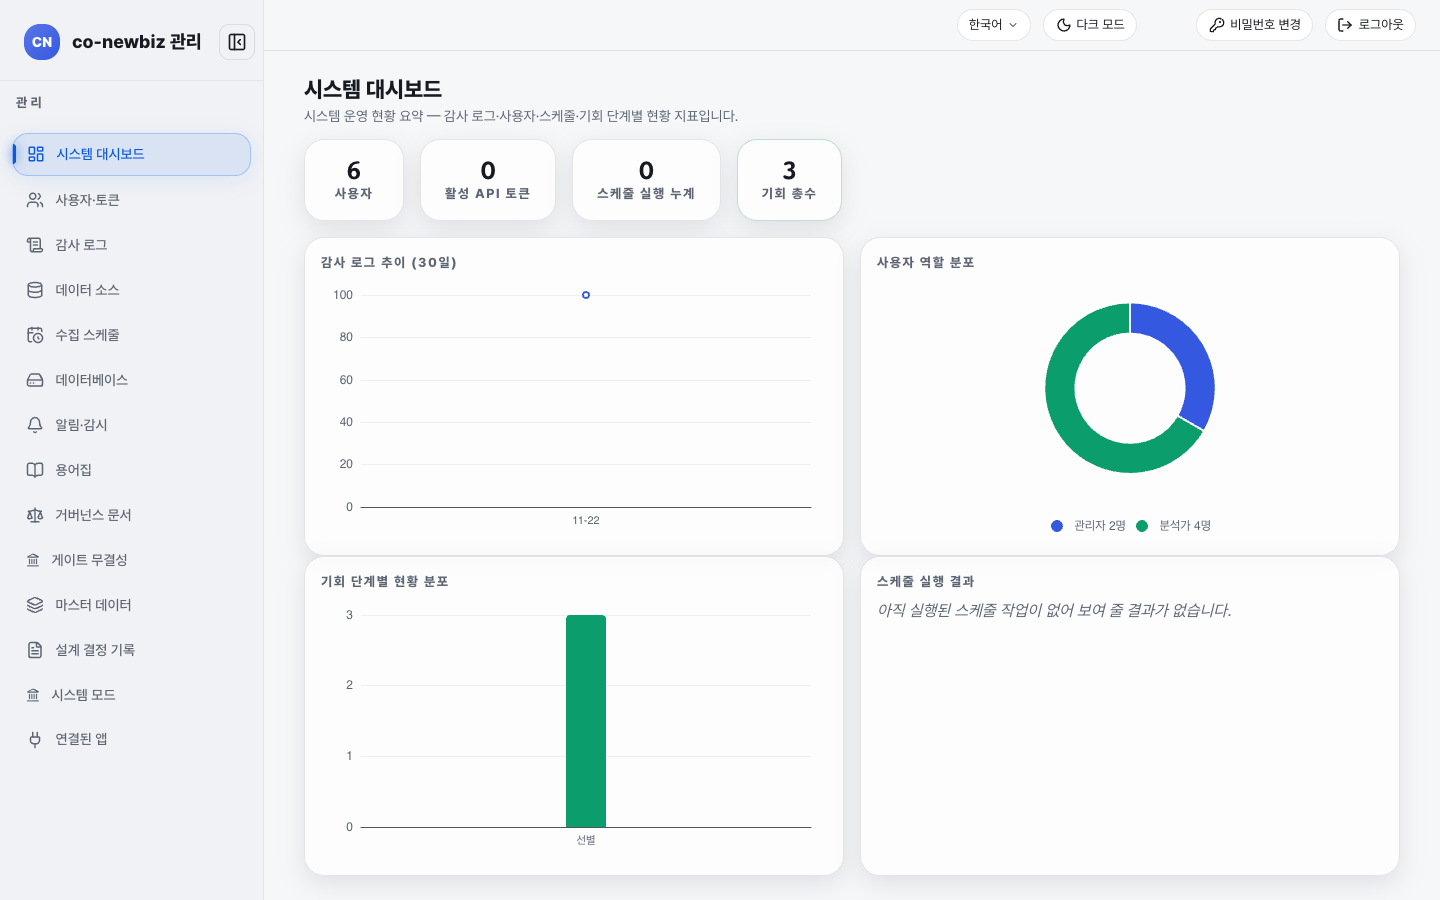 CN co-newbiz 관리
한국어
다크 모드
비밀번호 변경
로그아웃
관리
시스템 대시보드
사용자·토큰
감사 로그
데이터 소스
수집 스케줄
데이터베이스
알림·감시
용어집
거버넌스 문서
게이트 무결성
마스터 데이터
설계 결정 기록
시스템 모드
연결된 앱
시스템 대시보드
시스템 운영 현황 요약 — 감사 로그·사용자·스케줄·기회 단계별 현황 지표입니다.
6
사용자
0
활성 API 토큰
0
스케줄 실행 누계
3
기회 총수
감사 로그 추이 (30일)
100
80
60
40
20
0
11-22
사용자 역할 분포
관리자 2명 분석가 4명
기회 단계별 현황 분포
3
2
1
0
선별
스케줄 실행 결과
아직 실행된 스케줄 작업이 없어 보여 줄 결과가 없습니다.